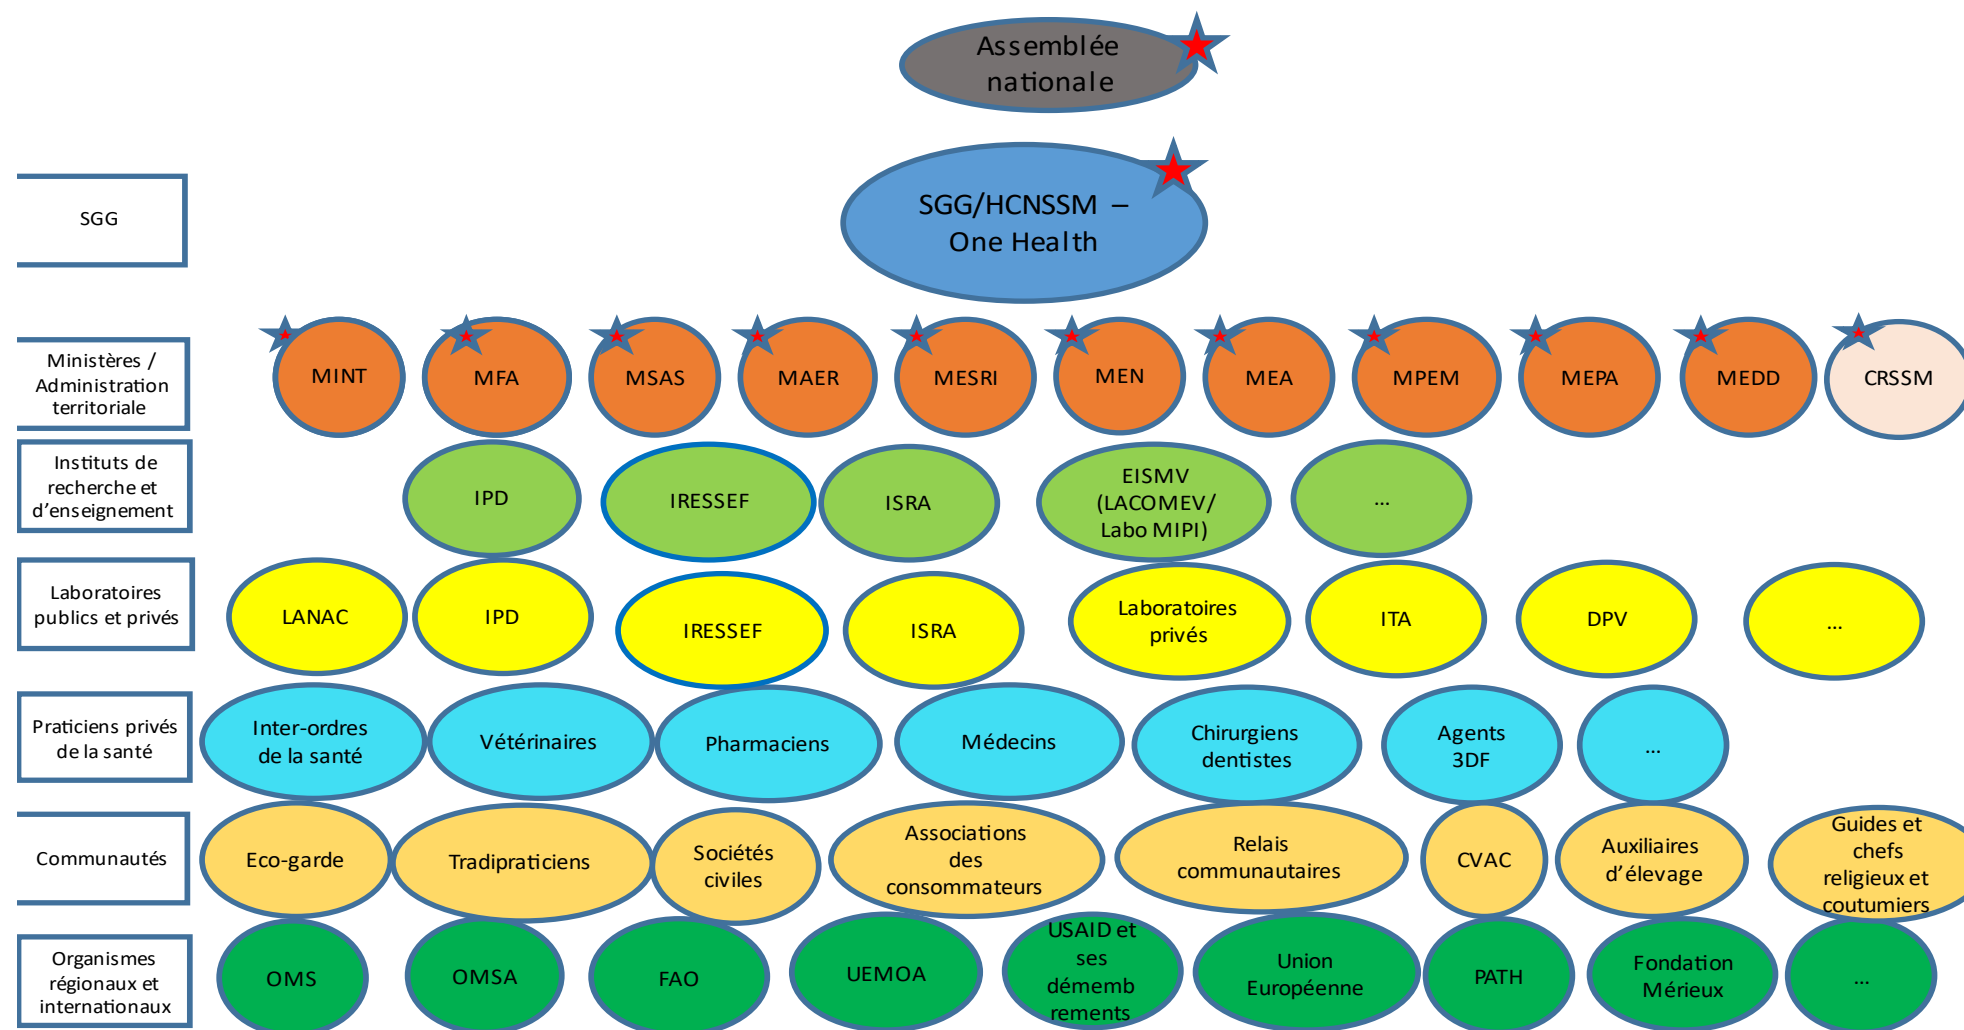 Assemblée
nationale
SGG
SGG/HCNSSM –
One Health
Ministères /
Administration
territoriale
MINT
MFA
MSAS
MAER
MESRI
MEN
MEA
MPEM
MEPA
MEDD
CRSSM
Instituts de
recherche et
d’enseignement
IPD
IRESSEF
ISRA
EISMV
(LACOMEV/
Labo MIPI)
...
Laboratoires
publics et privés
LANAC
IPD
IRESSEF
ISRA
Laboratoires
privés
ITA
DPV
...
Praticiens privés
de la santé
Inter-ordres
de la santé
Vétérinaires
Pharmaciens
Médecins
Chirurgiens
dentistes
Agents
3DF
...
Communautés
Eco-garde
Tradipraticiens
Sociétés
civiles
Associations
des
consommateurs
Relais
communautaires
CVAC
Auxiliaires
d’élevage
Guides et
chefs
religieux et
coutumiers
Organismes
régionaux et
internationaux
OMS
OMSA
FAO
UEMOA
USAID et
ses
démemb
rements
Union
Européenne
PATH
Fondation
Mérieux
...